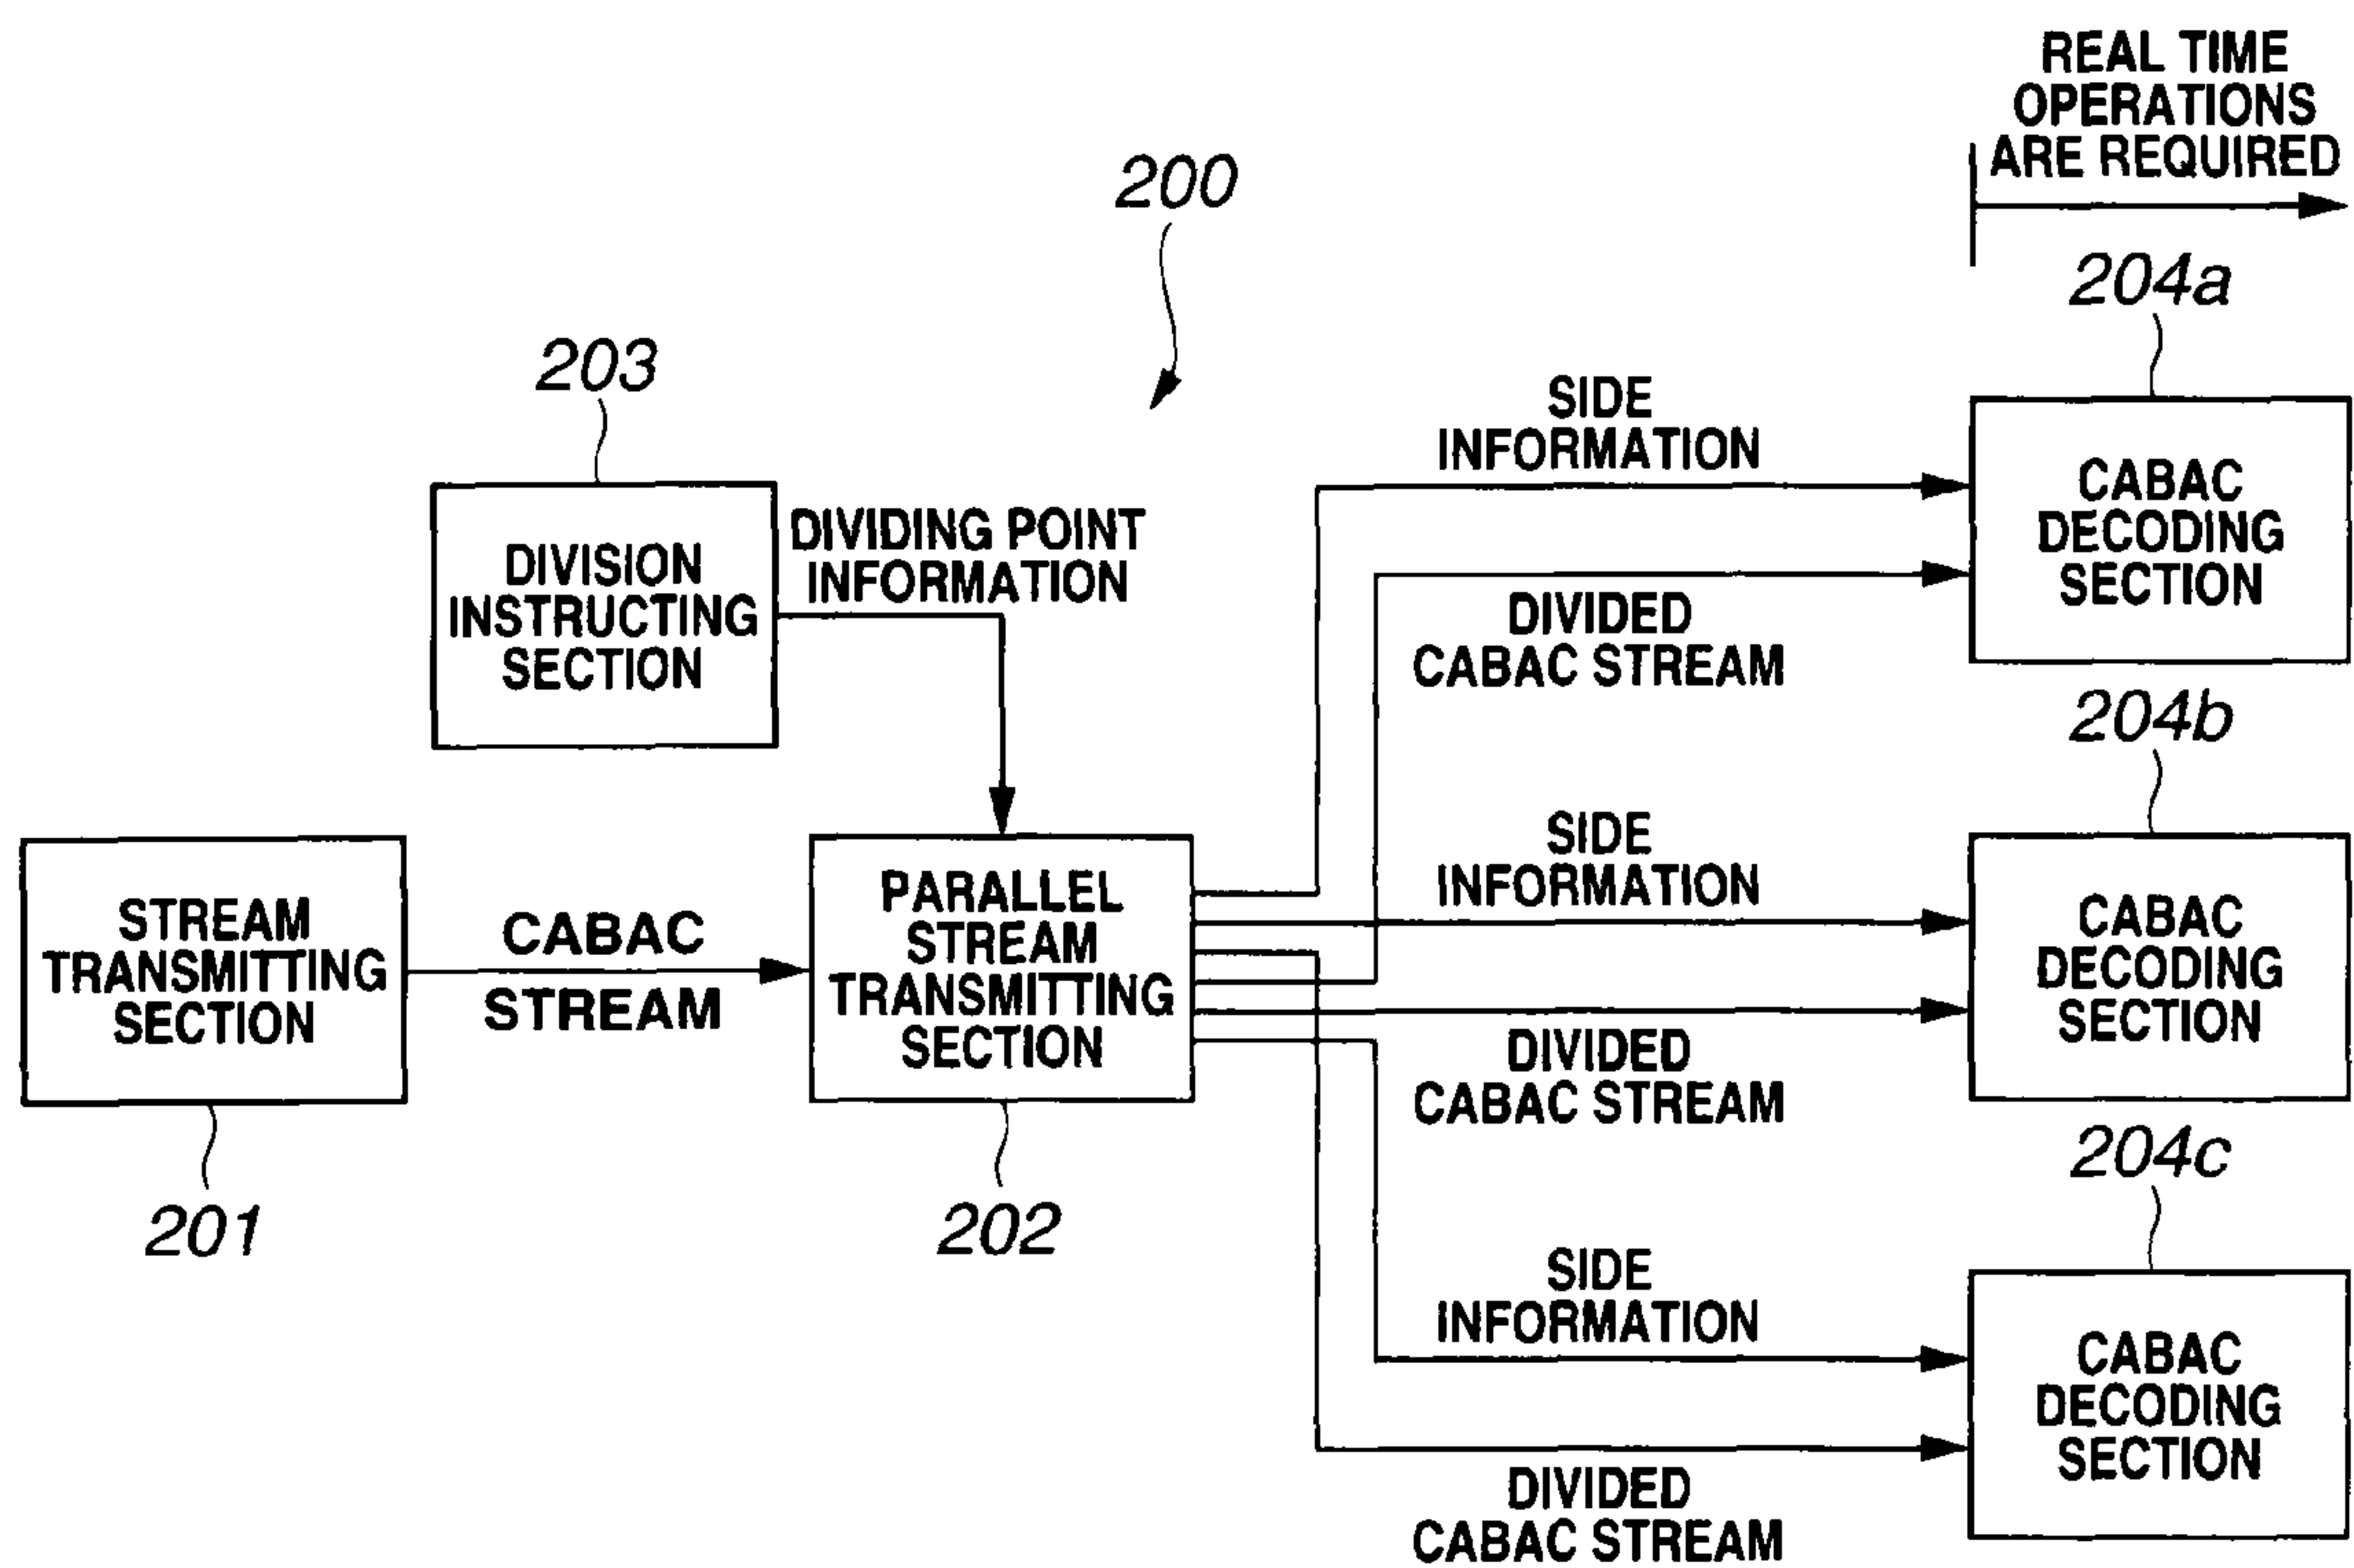 REAL TIME
OPERATIONS
ARE REQUIRED
200
204a
203
SIDE
INFORMATION
CABAC
DECODING
SECTION
DIVISION
INSTRUCTING
SECTION
DIVIDING POINT
INFORMATION
DIVIDED
CABAC STREAM
204b
SIDE
INFORMATION
STREAM
TRANSMITTING
SECTION
CABAC
STREAM
PARALLEL
STREAM
TRANSMITTING
SECTION
CABAC
DECODING
SECTION
DIVIDED
CABAC STREAM
204c
201
202
SIDE
INFORMATION
CABAC
DECODING
SECTION
DIVIDED
CABAC STREAM